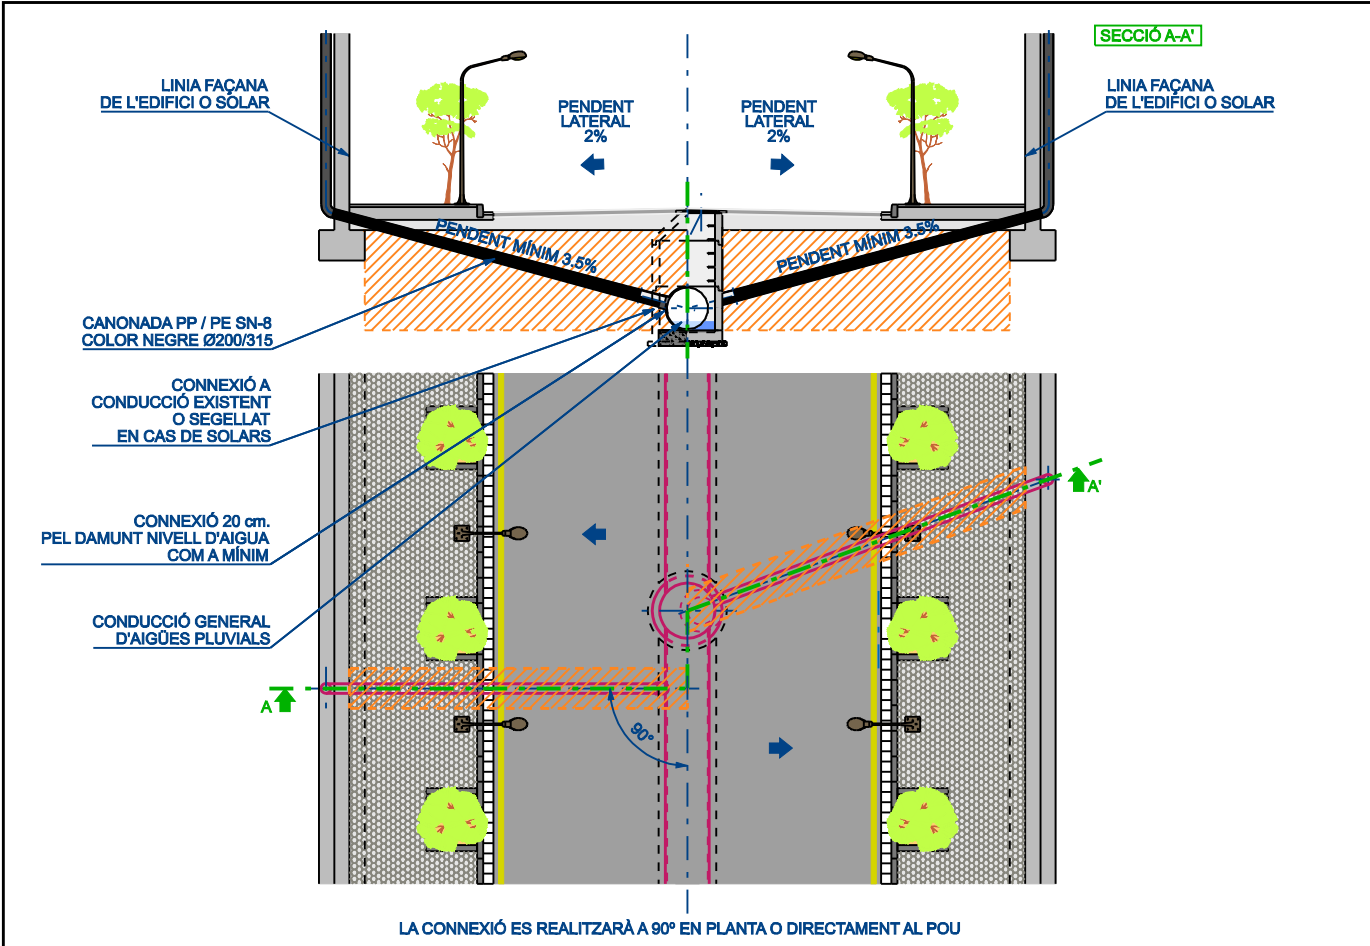 SECCIÓ A-A'
LINIA FAÇANA
DE L'EDIFICI O SOLAR
PENDENT
LATERAL
2%
PENDENT
LATERAL
2%
LINIA FAÇANA
DE L'EDIFICI O SOLAR
PENDENT MÍNIM 3.5%
PENDENT MÍNIM 3.5%
CANONADA PP / PE SN-8
COLOR NEGRE Ø200/315
CONNEXIÓ A
CONDUCCIÓ EXISTENT
O SEGELLAT
EN CAS DE SOLARS
CONNEXIÓ 20 cm.
PEL DAMUNT NIVELL D'AIGUA
COM A MÍNIM
CONDUCCIÓ GENERAL
D'AIGÜES PLUVIALS
A'
A
90°
LA CONNEXIÓ ES REALITZARÀ A 90º EN PLANTA O DIRECTAMENT AL POU